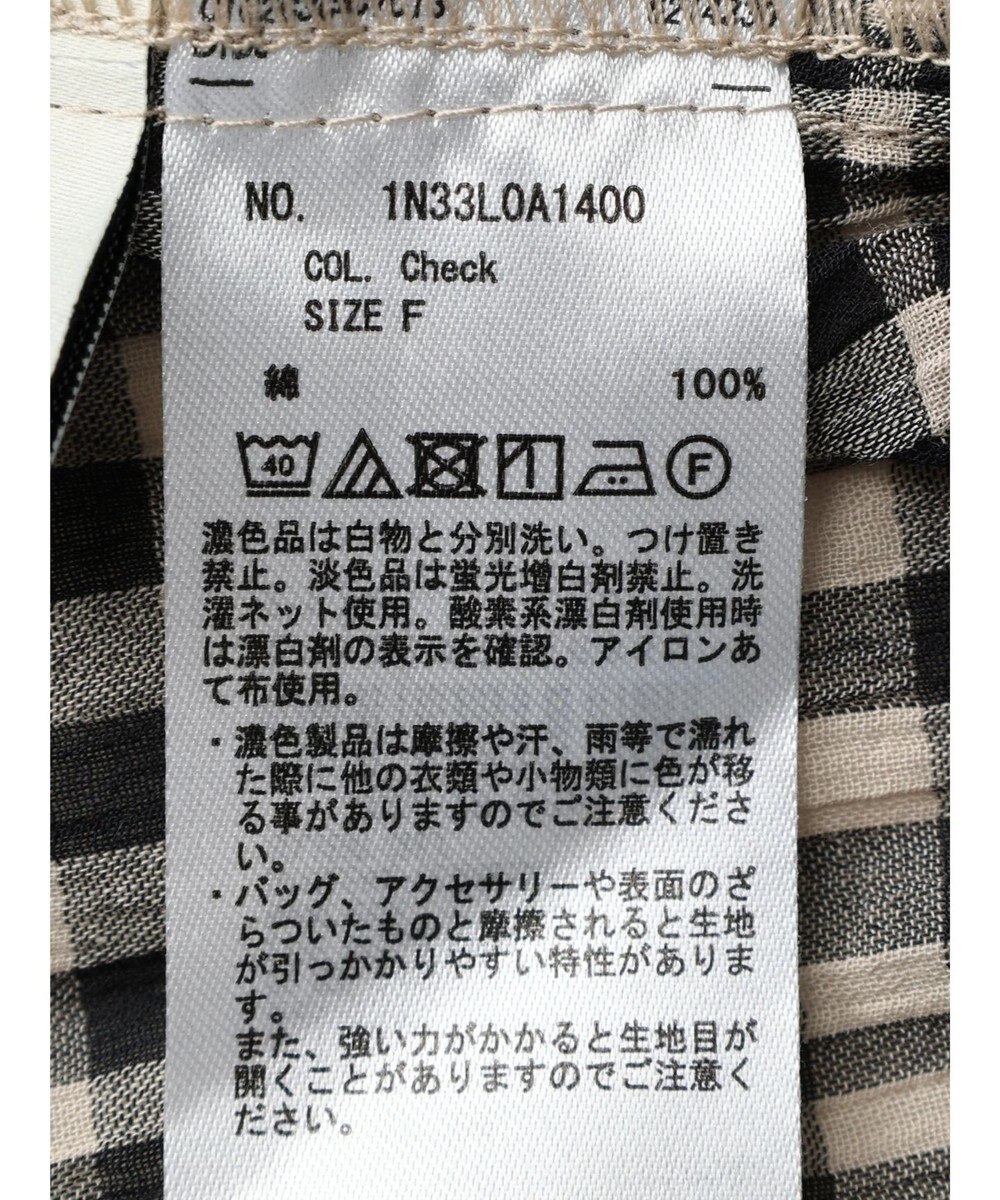 NO. 1N33L0A1400
COL. Check
SIZE F
綿 100%
40
F
濃色品は白物と分別洗い。つけ置き
禁止。淡色品は蛍光増白剤禁止。洗
濯ネット使用。酸素系漂白剤使用時
は漂白剤の表示を確認。アイロンあ
て布使用。
・濃色製品は摩擦や汗、雨等で濡れ
た際に他の衣類や小物類に色が移
る事がありますのでご注意くださ
い。
・バッグ、アクセサリーや表面のざ
らついたものと摩擦されると生地
が引っかかりやすい特性がありま
す。
また、強い力がかかると生地目が
開くことがありますのでご注意く
ださい。